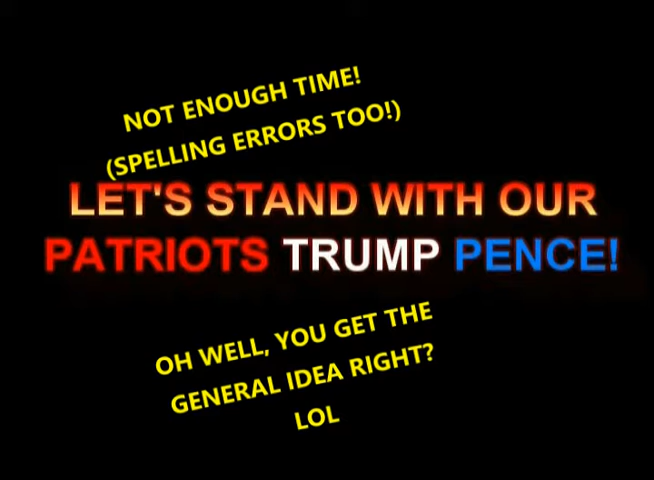 NOT ENOUGH TIME!
(SPELLING ERRORS TOO!)
LET'S STAND WITH OUR
PATRIOTS TRUMP PENCE!
OH WELL, YOU GET THE
GENERAL IDEA RIGHT?
LOL